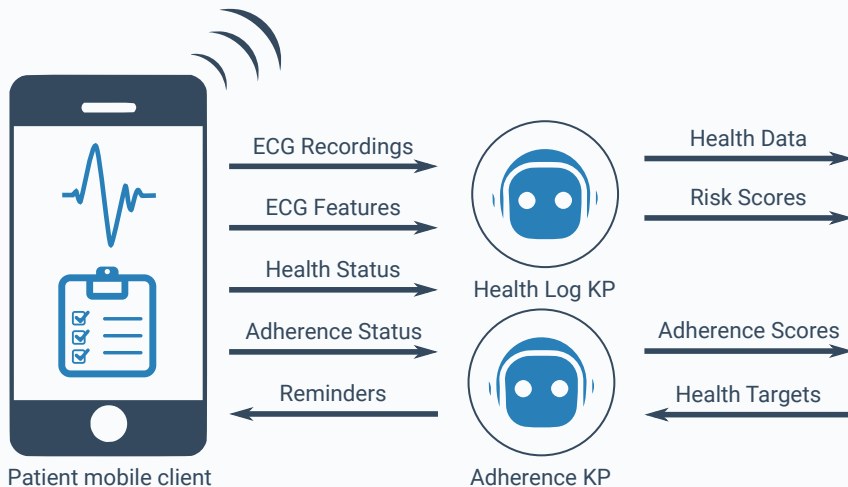 ECG Recordings
ECG Features
Health Status
Adherence Status
Reminders
Patient mobile client
Health Log KP
Adherence KP
Health Data
Risk Scores
Adherence Scores
Health Targets